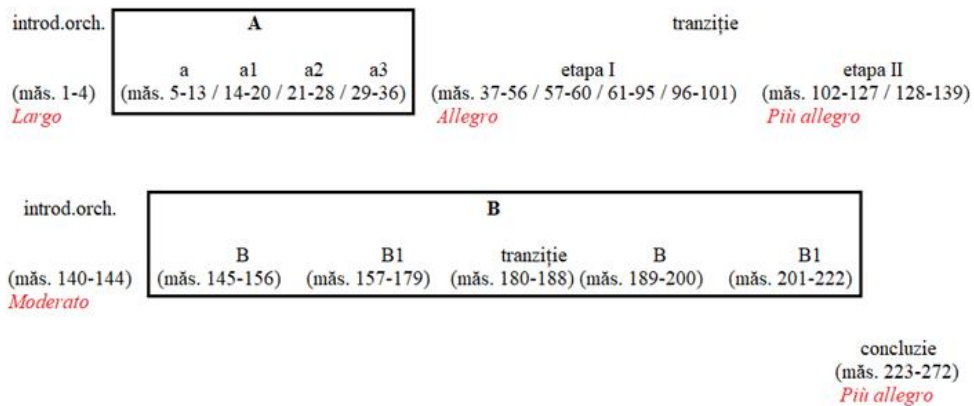 introd.orch. A tranziție
a a1 a2 a3 etapa I etapa II
(măs. 1-4) (măs. 5-13 / 14-20 / 21-28 / 29-36) (măs. 37-56 / 57-60 / 61-95 / 96-101) (măs. 102-127 / 128-139)
Largo Allegro Più allegro
introd.orch. B
B B1 tranziție B B1
(măs. 140-144) (măs. 145-156) (măs. 157-179) (măs. 180-188) (măs. 189-200) (măs. 201-222)
Moderato
concluzie
(măs. 223-272)
Più allegro